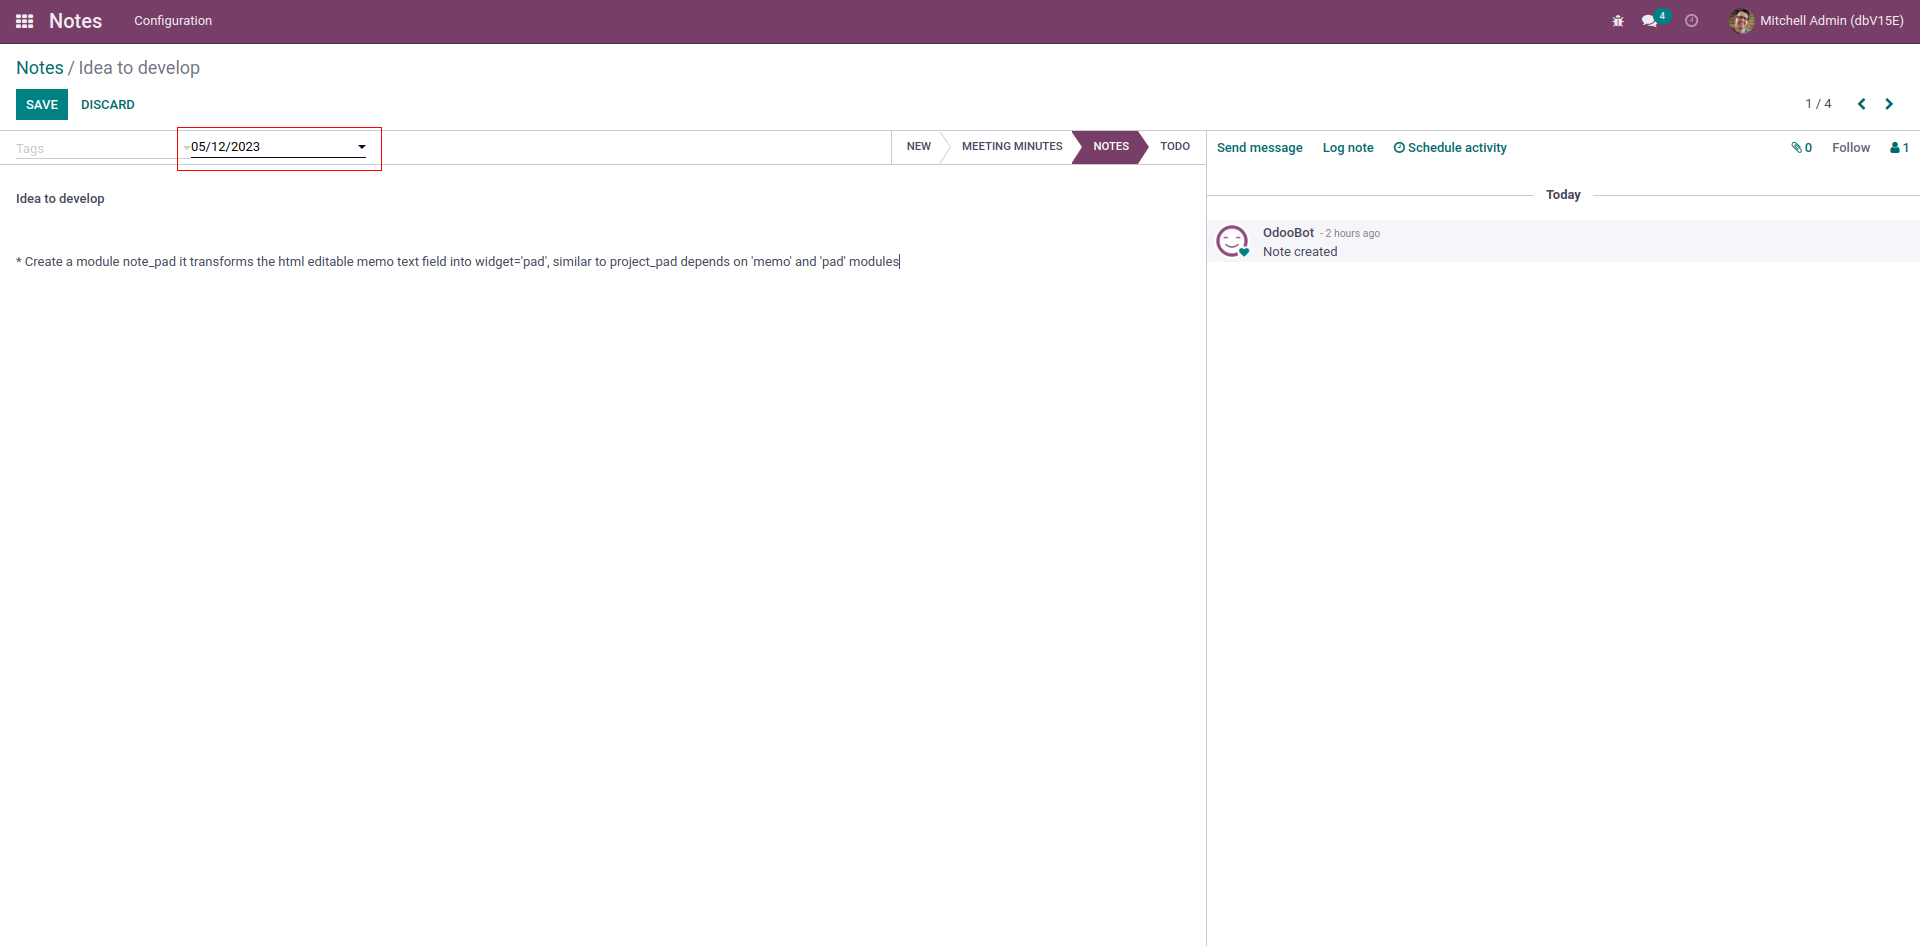 Notes Configuration 4 Mitchell Admin (dbV15E)
Notes / Idea to develop
SAVE DISCARD 1 / 4
Tags 05/12/2023 NEW MEETING MINUTES NOTES TODO Send message Log note Schedule activity 0 Follow 1
Today
Idea to develop
OdooBot - 2 hours ago
Note created
* Create a module note_pad it transforms the html editable memo text field into widget='pad', similar to project_pad depends on 'memo' and 'pad' modules